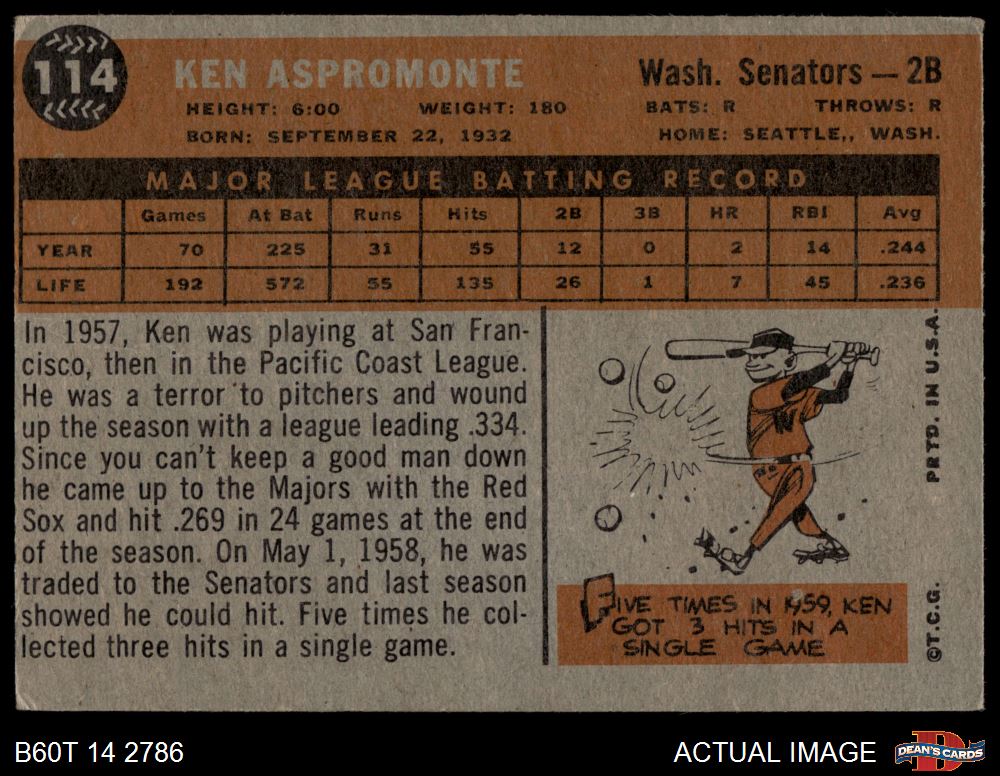 114
KEN ASPROMONTE
Wash. Senators — 2B
HEIGHT: 6:00 WEIGHT: 180 BATS: R THROWS: R
BORN: SEPTEMBER 22, 1932 HOME: SEATTLE,, WASH.
MAJOR LEAGUE BATTING RECORD
Games At Bat Runs Hits 2B 3B HR RBI Avg
YEAR 70 225 31 55 12 0 2 14 .244
LIFE 192 572 55 135 26 1 7 45 .236
In 1957, Ken was playing at San Fran-
cisco, then in the Pacific Coast League.
He was a terror to pitchers and wound
up the season with a league leading .334.
Since you can't keep a good man down
he came up to the Majors with the Red
Sox and hit .269 in 24 games at the end
of the season. On May 1, 1958, he was
traded to the Senators and last season
showed he could hit. Five times he col-
lected three hits in a single game.
W
FIVE TIMES IN 1959, KEN
GOT 3 HITS IN A
SINGLE GAME
©T.C.G. PRTD. IN U.S.A.
B60T 14 2786
ACTUAL IMAGE
DEAN'S CARDS